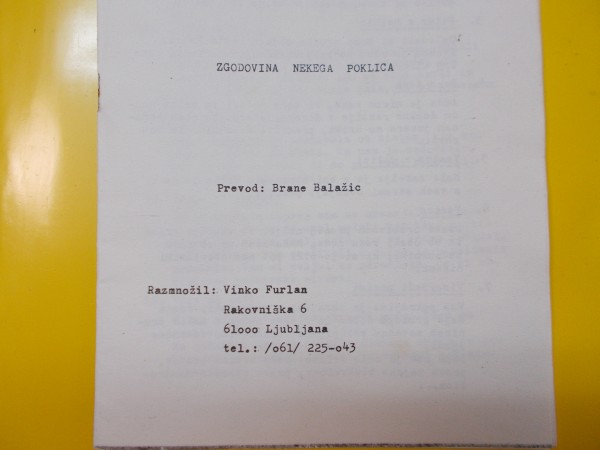 ZGODOVINA NEKEGA POKLICA
Prevod: Brane Balažic
Razmnožil: Vinko Furlan
Rakovniška 6
61ooo Ljubljana
tel.: /o61/ 225-o43